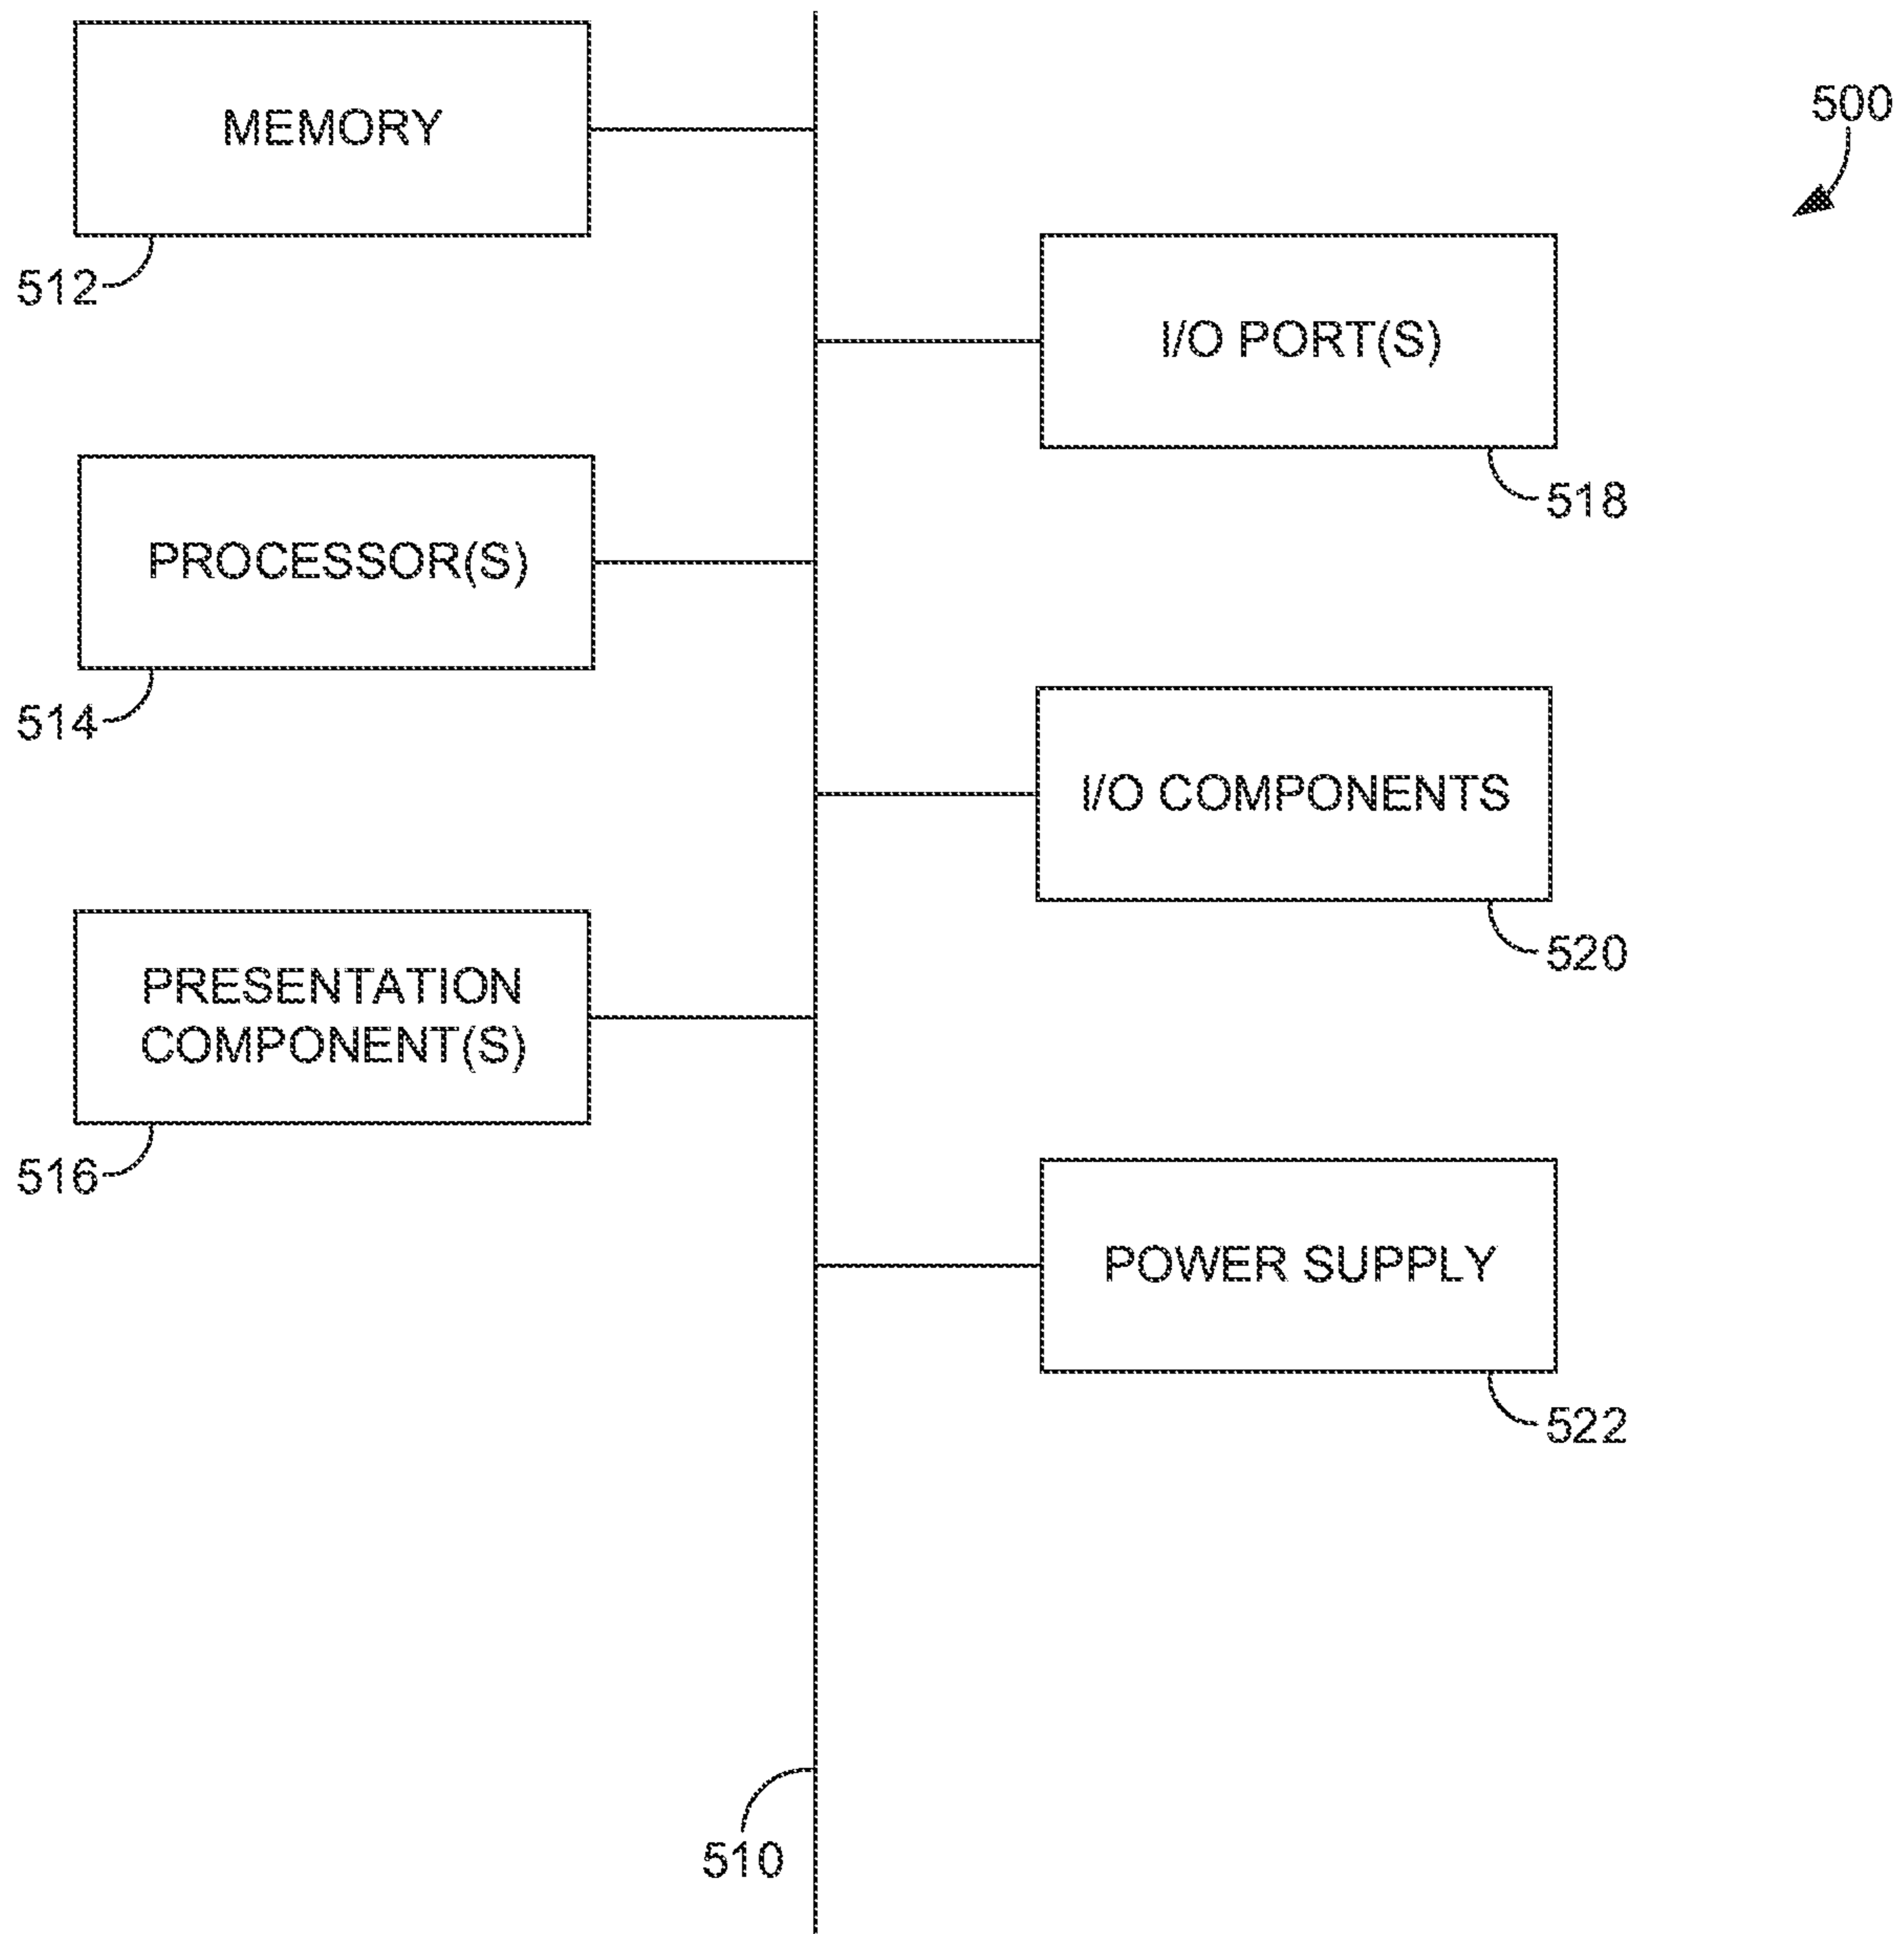 MEMORY
500
512
I/O PORT(S)
518
PROCESSOR(S)
514
I/O COMPONENTS
520
PRESENTATION
COMPONENT(S)
516
POWER SUPPLY
522
510